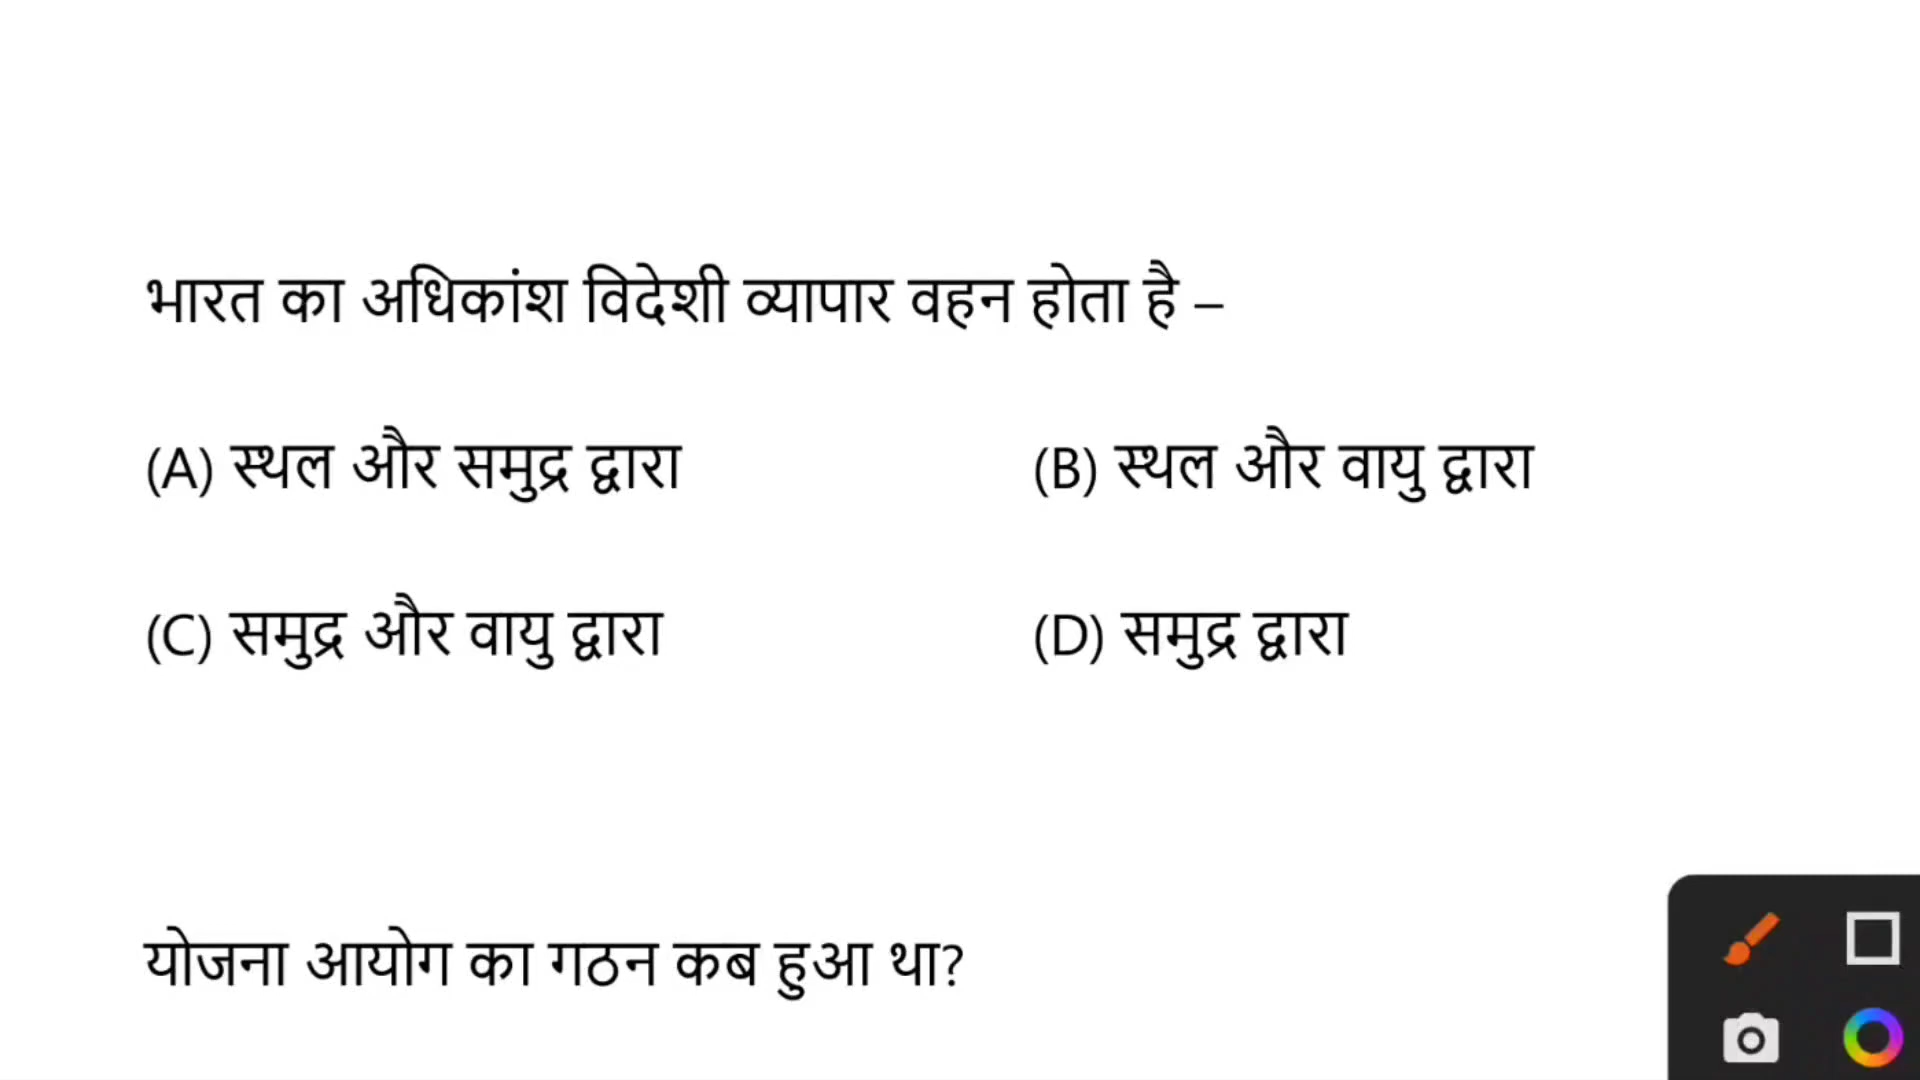 भारत का अधिकांश विदेशी व्यापार वहन होता है –
(A) स्थल और समुद्र द्वारा (B) स्थल और वायु द्वारा
(C) समुद्र और वायु द्वारा (D) समुद्र द्वारा
योजना आयोग का गठन कब हुआ था?